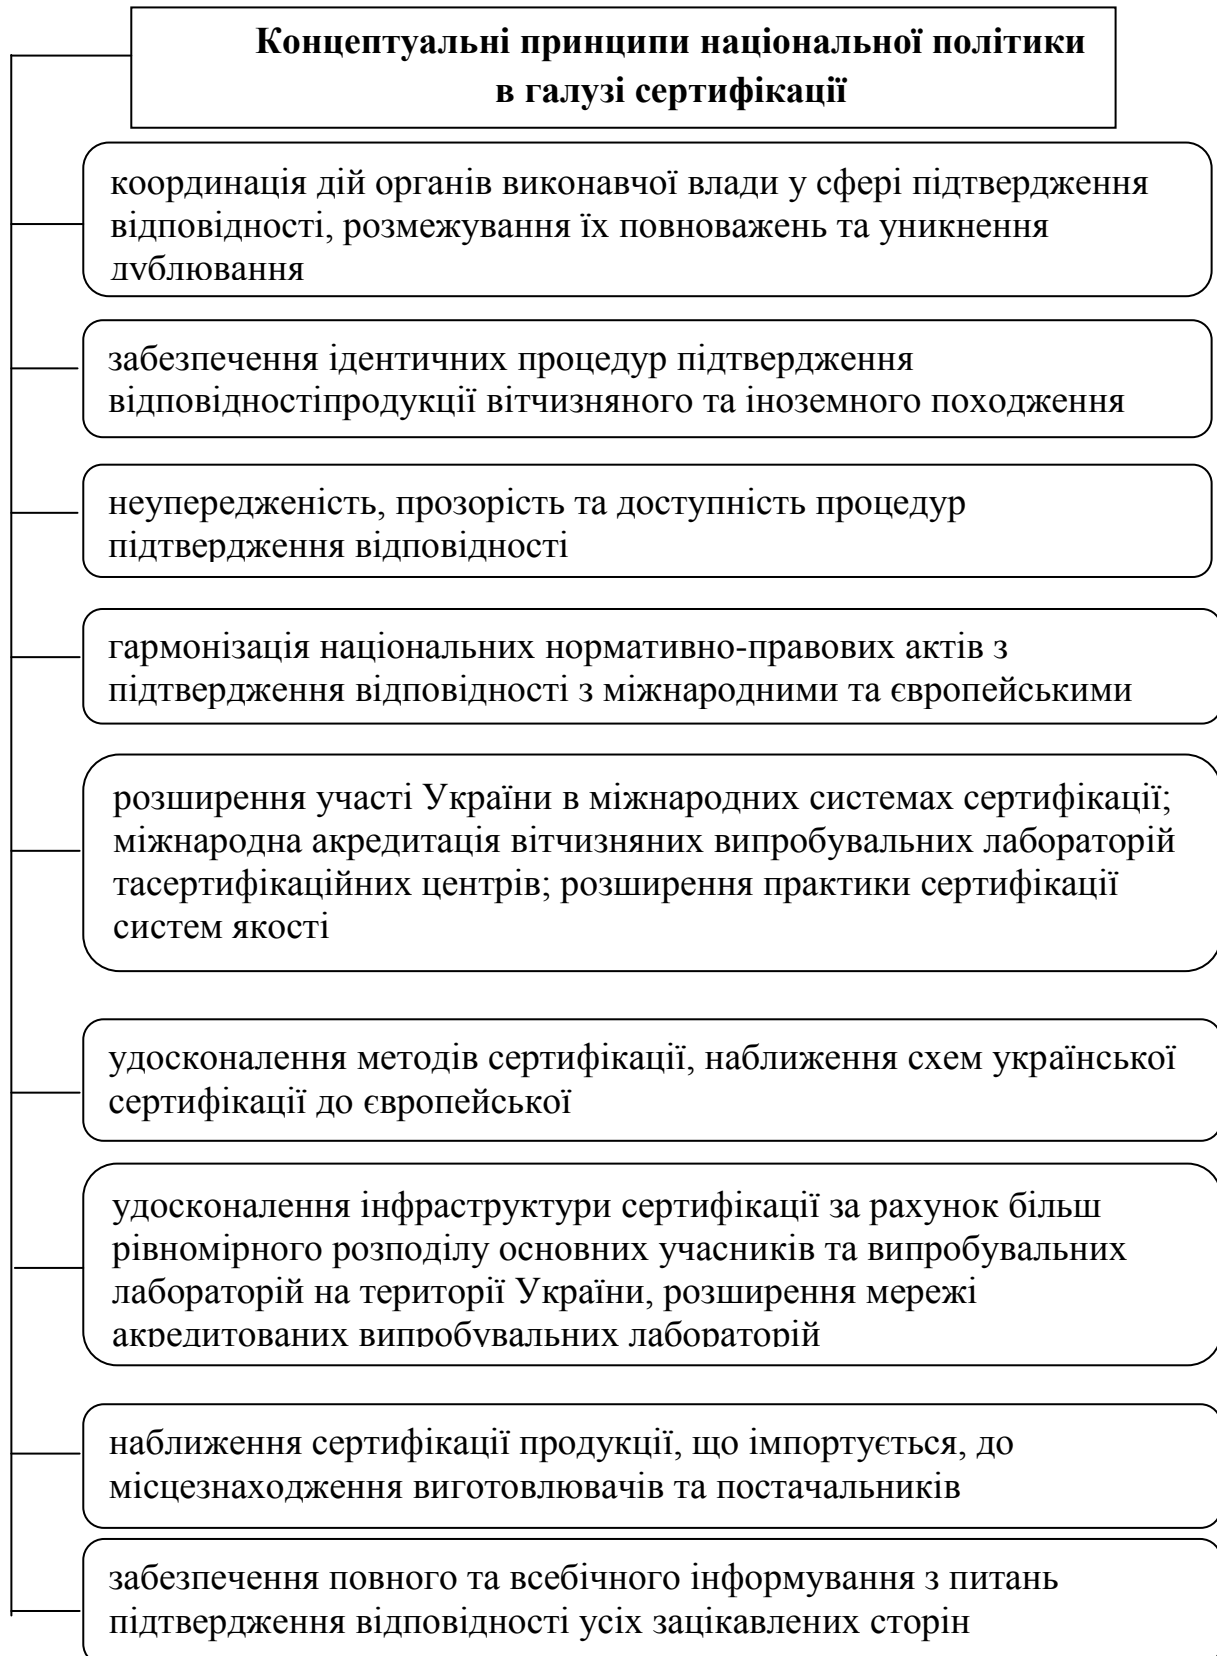 Концептуальні принципи національної політики
в галузі сертифікації
координація дій органів виконавчої влади у сфері підтвердження
відповідності, розмежування їх повноважень та уникнення
дублювання
забезпечення ідентичних процедур підтвердження
відповідностіпродукції вітчизняного та іноземного походження
неупередженість, прозорість та доступність процедур
підтвердження відповідності
гармонізація національних нормативно-правових актів з
підтвердження відповідності з міжнародними та європейськими
розширення участі України в міжнародних системах сертифікації;
міжнародна акредитація вітчизняних випробувальних лабораторій
тасертифікаційних центрів; розширення практики сертифікації
систем якості
удосконалення методів сертифікації, наближення схем української
сертифікації до європейської
удосконалення інфраструктури сертифікації за рахунок більш
рівномірного розподілу основних учасників та випробувальних
лабораторій на території України, розширення мережі
акредитованих випробувальних лабораторій
наближення сертифікації продукції, що імпортується, до
місцезнаходження виготовлювачів та постачальників
забезпечення повного та всебічного інформування з питань
підтвердження відповідності усіх зацікавлених сторін